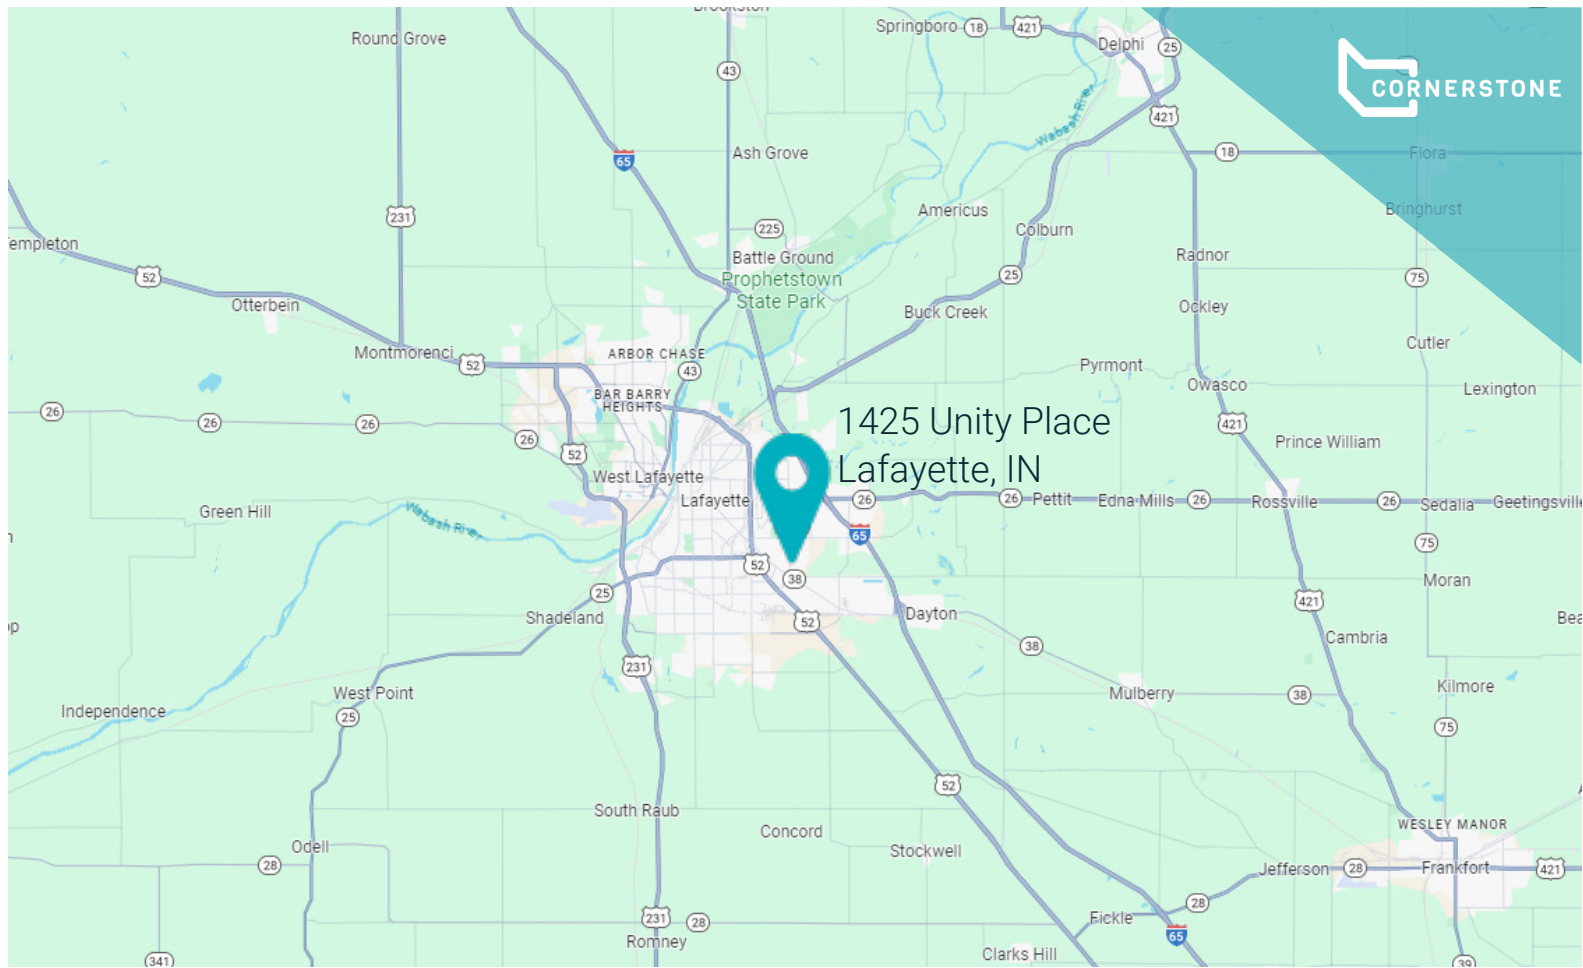 Brookston
Springboro
18
421
Delphi
25
Round Grove
CORNERSTONE
43
Wabash River
421
65
Ash Grove
18
Flora
231
225
Americus
Colburn
Bringhurst
Templeton
Battle Ground
Radnor
52
Prophetstown
State Park
25
75
Otterbein
Buck Creek
Ockley
Montmorenci
52
ARBOR CHASE
43
Pyrmont
Cutler
Owasco
Lexington
BAR BARRY
HEIGHTS
26
26
26
1425 Unity Place
Lafayette, IN
421
Prince William
26
52
West Lafayette
Lafayette
26
26
Pettit
Edna Mills
26
Rossville
26
Sedalia
Geetingsville
Green Hill
Wabash River
65
75
52
38
Moran
25
Shadeland
52
Dayton
421
Cambria
38
231
West Point
Mulberry
38
Kilmore
Independence
25
75
52
South Raub
Concord
WESLEY MANOR
Odell
28
Stockwell
Jefferson
28
Frankfort
421
231
28
Romney
Fickle
28
65
Clarks Hill
341
39